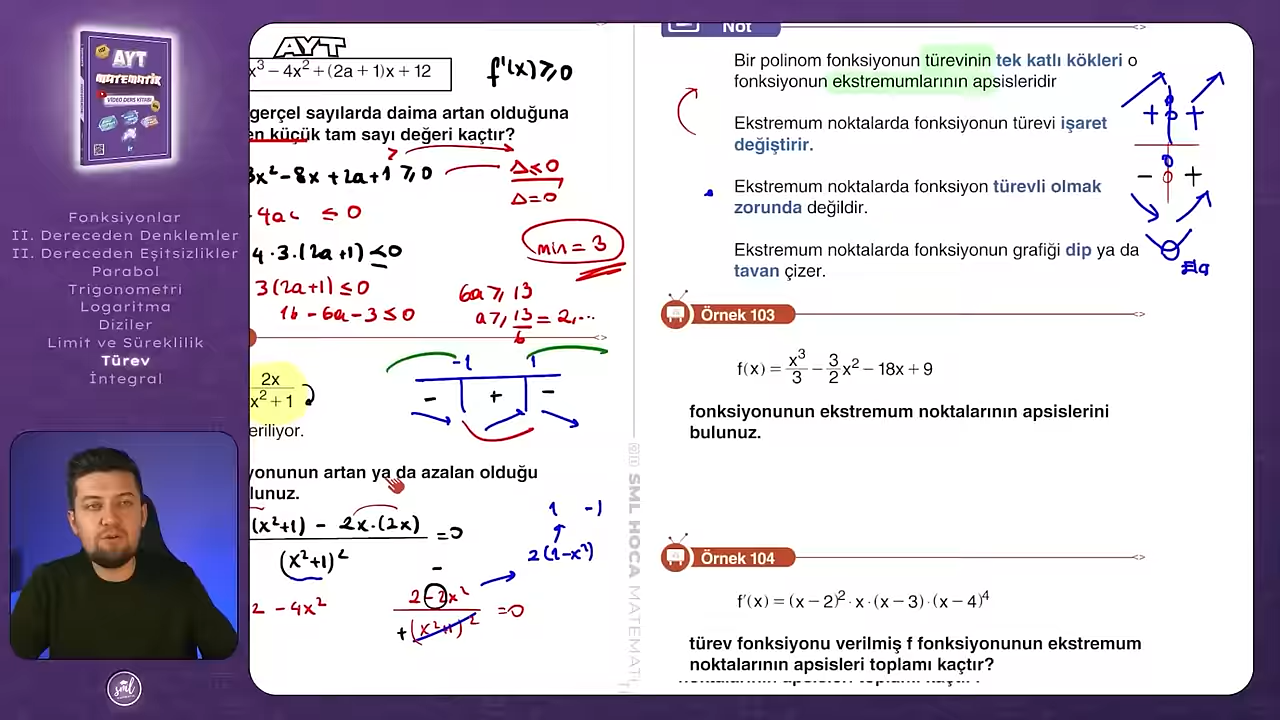 AYT
MATEMATİK
VİDEO DERS KİTABI
Fonksiyonlar
II. Dereceden Denklemler
II. Dereceden Eşitsizlikler
Parabol
Trigonometri
Logaritma
Diziler
Limit ve Süreklilik
Türev
İntegral
sml
AYT
x³ − 4x² + (2a + 1)x + 12
f'(x) ⩾ 0
gerçel sayılarda daima artan olduğuna
en küçük tam sayı değeri kaçtır?
3x² − 8x + 2a + 1 ⩾ 0
Δ ≤ 0
Δ = 0
4ac ≤ 0
4 · 3 · (2a + 1) ≤ 0
min = 3
3(2a + 1) ≤ 0
16 − 6a − 3 ≤ 0
6a ⩾ 13
a ⩾ 13/6 = 2,...
2x
x² + 1
eriliyor.
-1 1
− + −
yonunun artan ya da azalan olduğu
lunuz.
(x²+1) − 2x·(2x)
= 0
(x²+1)²
1 -1
2(1−x²)
2 − 4x²
2 − 2x²
= 0
+(x²+1)²
SML HOCA MATEMATİ
Not
Bir polinom fonksiyonun türevinin tek katlı kökleri o
fonksiyonun ekstremumlarının apsisleridir
Ekstremum noktalarda fonksiyonun türevi işaret
değiştirir.
Ekstremum noktalarda fonksiyon türevli olmak
zorunda değildir.
Ekstremum noktalarda fonksiyonun grafiği dip ya da
tavan çizer.
+ +
− +
Örnek 103
f(x) = x³/3 − 3/2 x² − 18x + 9
fonksiyonunun ekstremum noktalarının apsislerini
bulunuz.
Örnek 104
f'(x) = (x − 2)² · x · (x − 3) · (x − 4)⁴
türev fonksiyonu verilmiş f fonksiyonunun ekstremum
noktalarının apsisleri toplamı kaçtır?